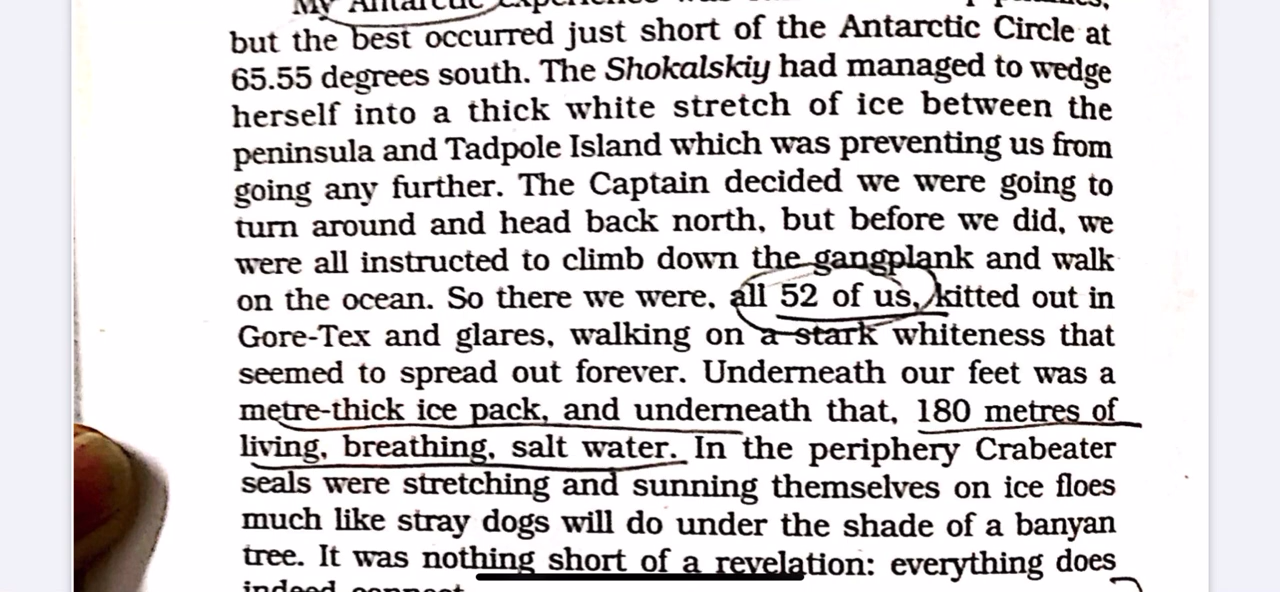 My Antarctic
but the best occurred just short of the Antarctic Circle at
65.55 degrees south. The Shokalskiy had managed to wedge
herself into a thick white stretch of ice between the
peninsula and Tadpole Island which was preventing us from
going any further. The Captain decided we were going to
turn around and head back north, but before we did, we
were all instructed to climb down the gangplank and walk
on the ocean. So there we were, all 52 of us, kitted out in
Gore-Tex and glares, walking on a stark whiteness that
seemed to spread out forever. Underneath our feet was a
metre-thick ice pack, and underneath that, 180 metres of
living, breathing, salt water. In the periphery Crabeater
seals were stretching and sunning themselves on ice floes
much like stray dogs will do under the shade of a banyan
tree. It was nothing short of a revelation: everything does
indeed connect